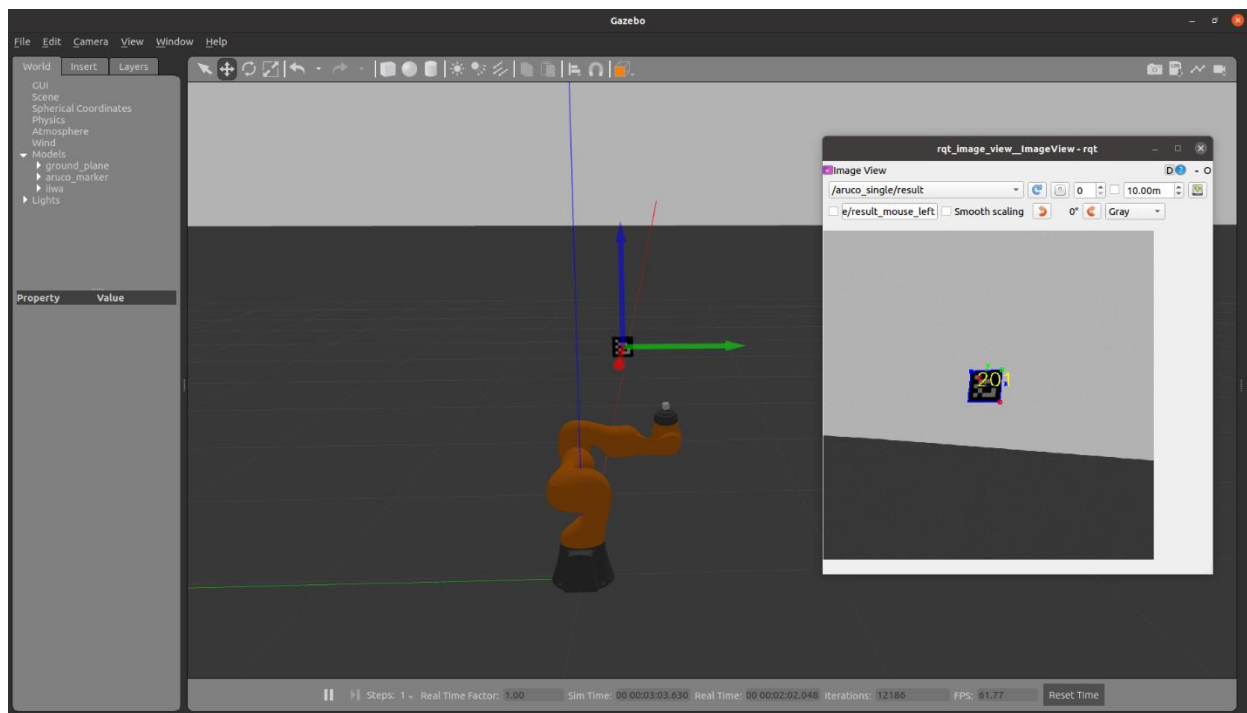 Gazebo
File Edit Camera View Window Help
World Insert Layers
GUI
Scene
Spherical Coordinates
Physics
Atmosphere
Wind
Models
ground_plane
aruco_marker
iiwa
Lights
Property Value
rqt_image_view__ImageView - rqt
Image View
D - O
/aruco_single/result 0 10.00m
e/result_mouse_left Smooth scaling 0° Gray
201
Steps: 1 Real Time Factor: 1.00 Sim Time: 00 00:03:03.630 Real Time: 00 00:02:02.048 Iterations: 12186 FPS: 61.77 Reset Time